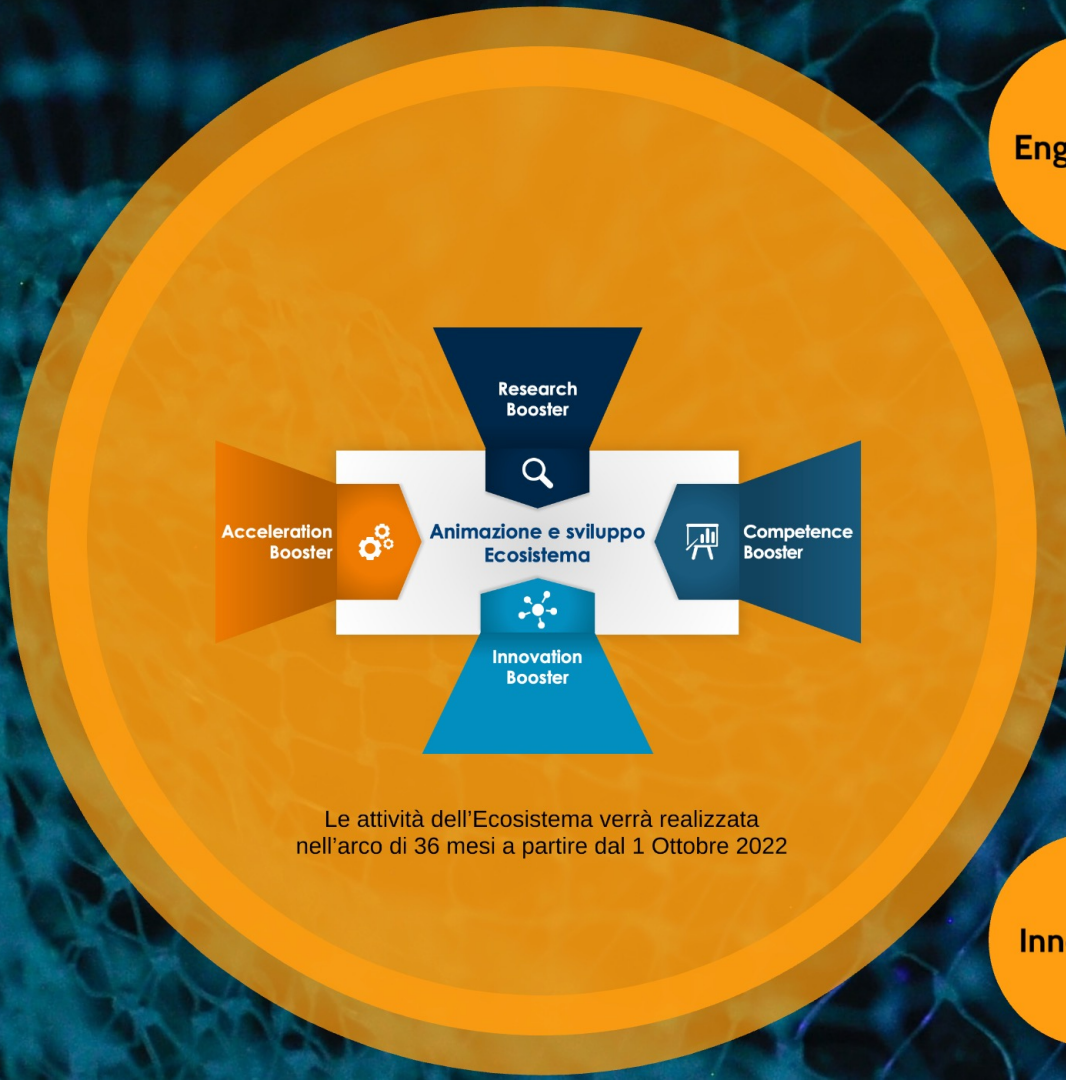 Research
Booster
Acceleration
Booster
Animazione e sviluppo
Ecosistema
Competence
Booster
Innovation
Booster
Le attività dell’Ecosistema verrà realizzata
nell’arco di 36 mesi a partire dal 1 Ottobre 2022